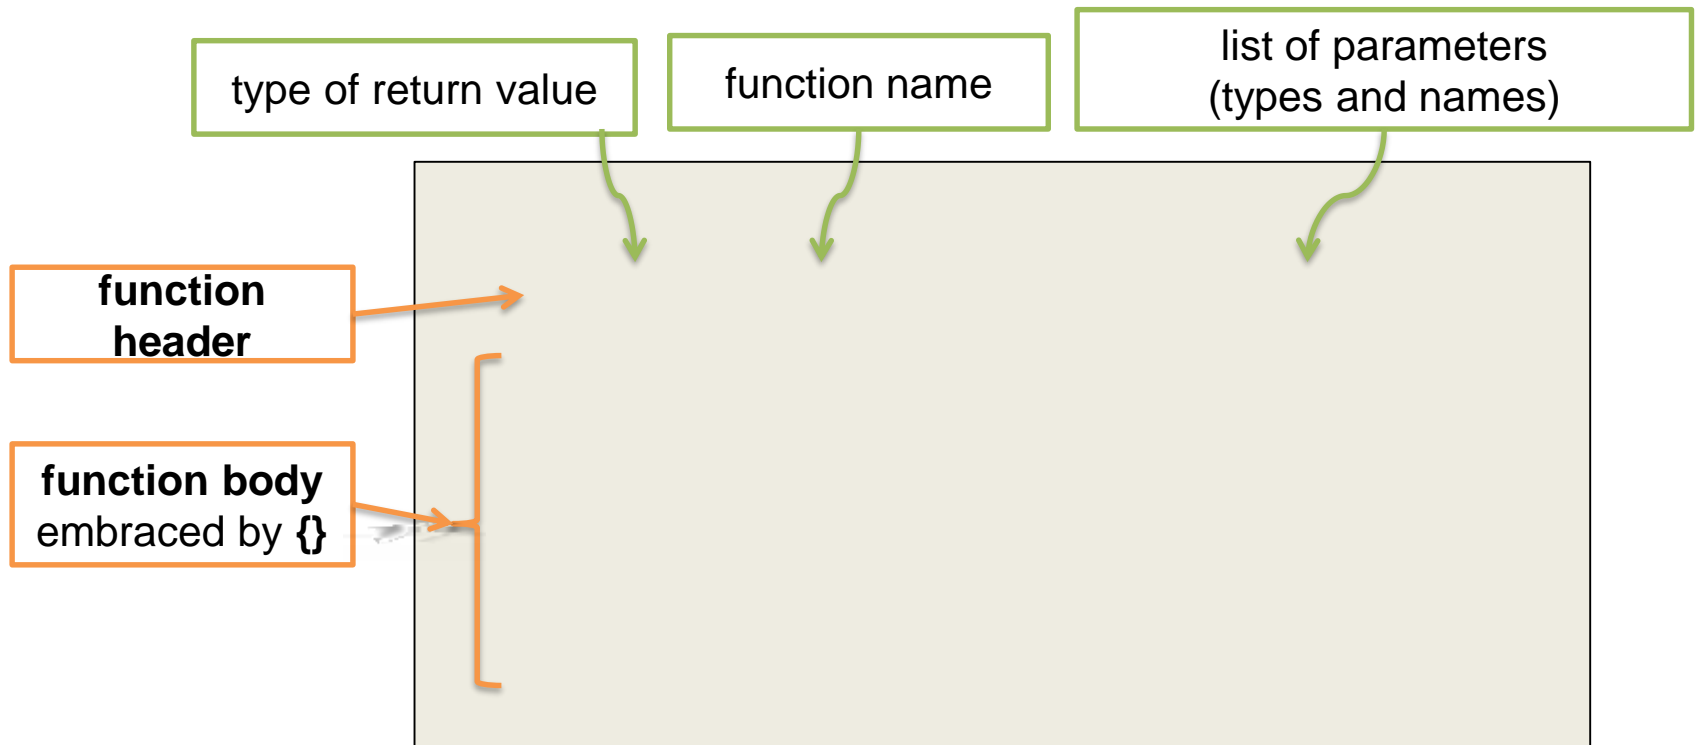 type of return value
function name
list of parameters
(types and names)
function
header
function body
embraced by {}